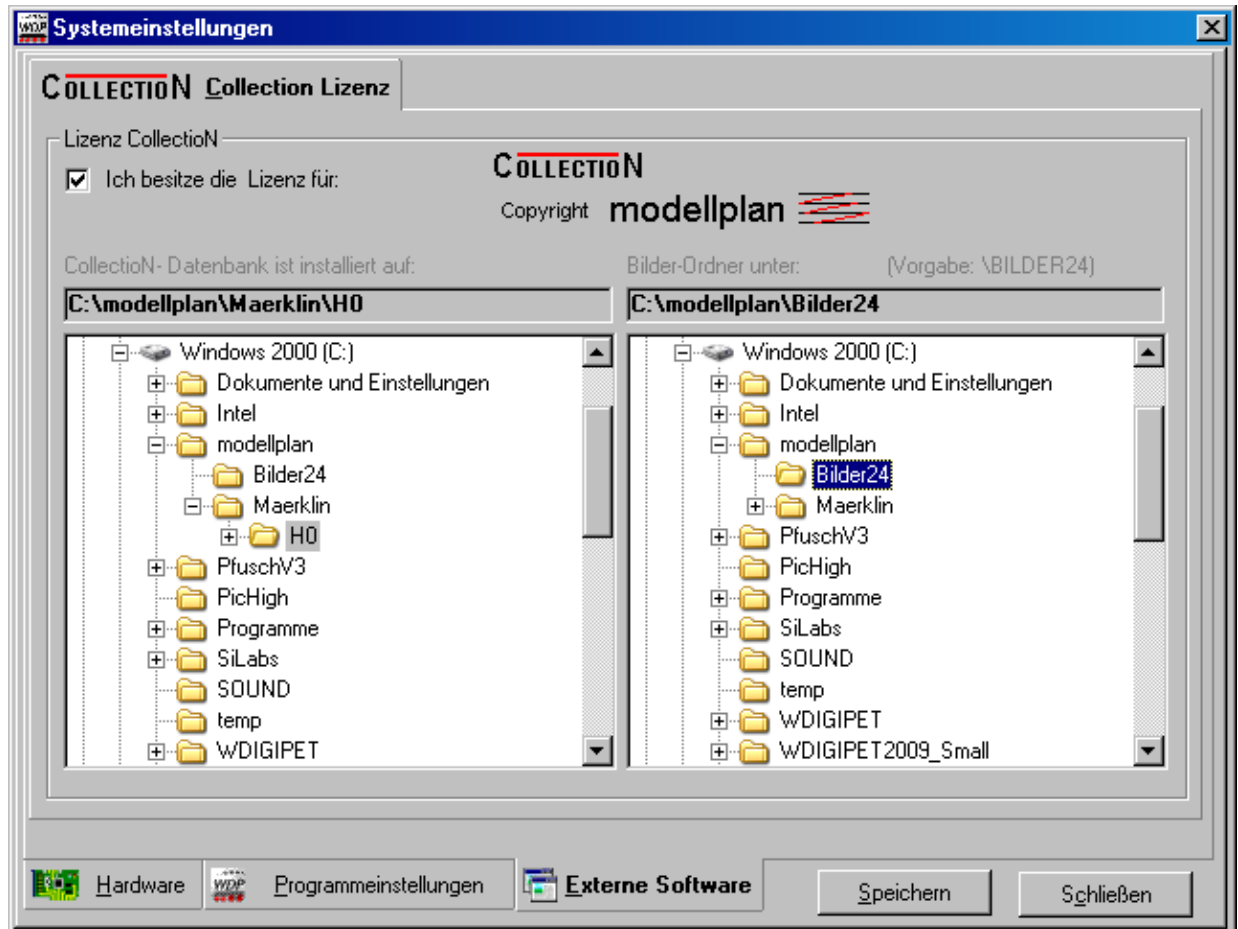 Systemeinstellungen
COLLECTION Collection Lizenz
Lizenz CollectioN
Ich besitze die Lizenz für:
COLLECTION
Copyright modellplan
CollectioN- Datenbank ist installiert auf:
C:\modellplan\Maerklin\H0
Windows 2000 (C:)
Dokumente und Einstellungen
Intel
modellplan
Bilder24
Maerklin
H0
PfuschV3
PicHigh
Programme
SiLabs
SOUND
temp
WDIGIPET
Bilder-Ordner unter: (Vorgabe: \BILDER24)
C:\modellplan\Bilder24
Windows 2000 (C:)
Dokumente und Einstellungen
Intel
modellplan
Bilder24
Maerklin
PfuschV3
PicHigh
Programme
SiLabs
SOUND
temp
WDIGIPET
WDIGIPET2009_Small
Hardware
WDP Programmeinstellungen
Externe Software
Speichern
Schließen